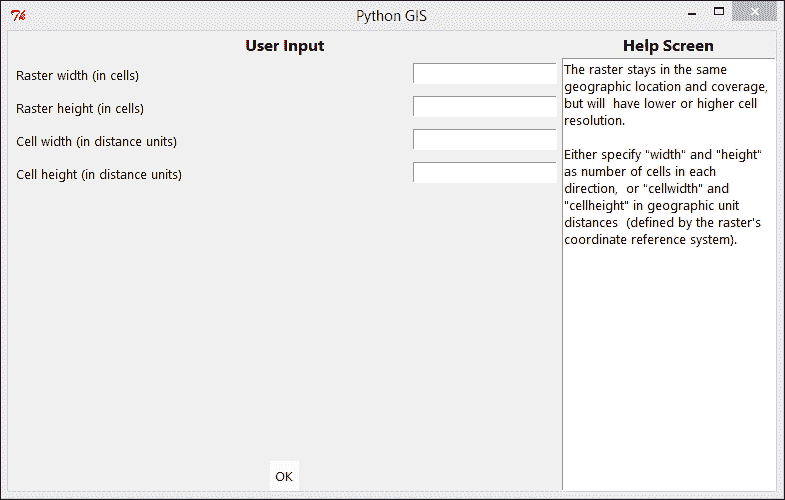 Python GIS
User Input
Raster width (in cells)
Raster height (in cells)
Cell width (in distance units)
Cell height (in distance units)
OK
Help Screen
The raster stays in the same
geographic location and coverage,
but will  have lower or higher cell
resolution.
Either specify "width" and "height"
as number of cells in each
direction,  or "cellwidth" and
"cellheight" in geographic unit
distances  (defined by the raster's
coordinate reference system).